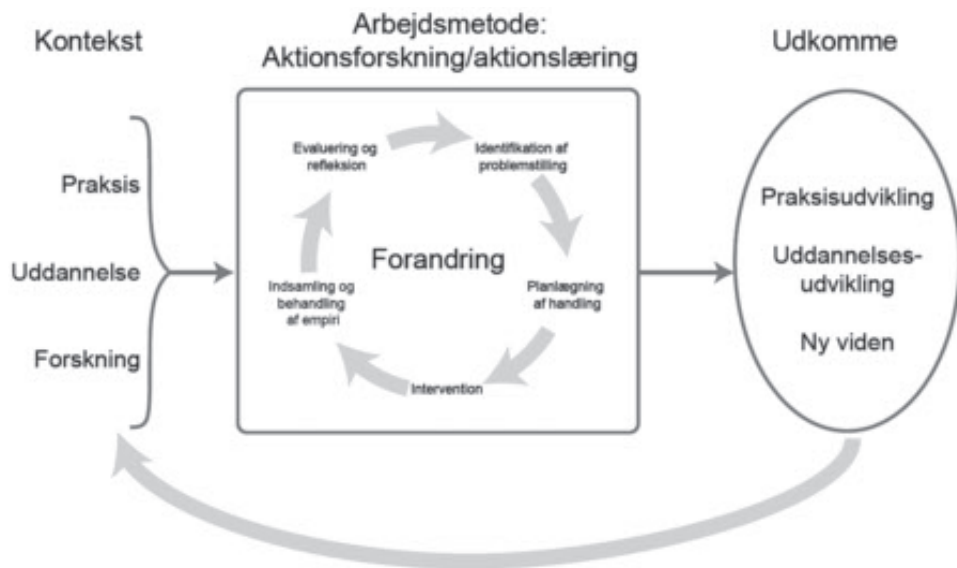 Kontekst
Praksis
Uddannelse
Forskning
Arbejdsmetode:
Aktionsforskning/aktionslæring
Evaluering og
refleksion
Identifikation af
problemstilling
Forandring
Indsamling og
behandling
af empiri
Planlægning
af handling
Intervention
Udkomme
Praksisudvikling
Uddannelses-
udvikling
Ny viden